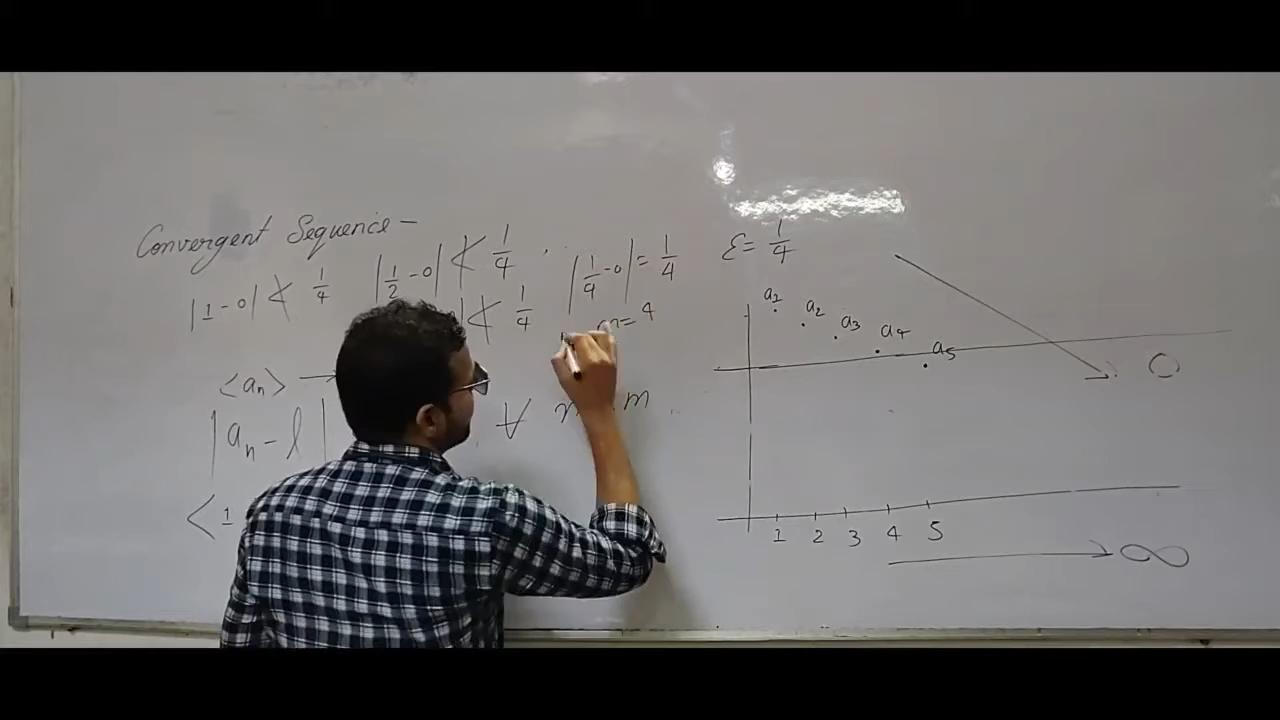 Convergent Sequence –
|1-0| ≮ 1/4 |1/2-0| ≮ 1/4 . |1/4-0| = 1/4
| ≮ 1/4 m= 4
<aₙ> →
|aₙ - l| ∀ m
<1
ε= 1/4
a₁ a₂ a₃ a₄ a₅
0
1 2 3 4 5
→ ∞